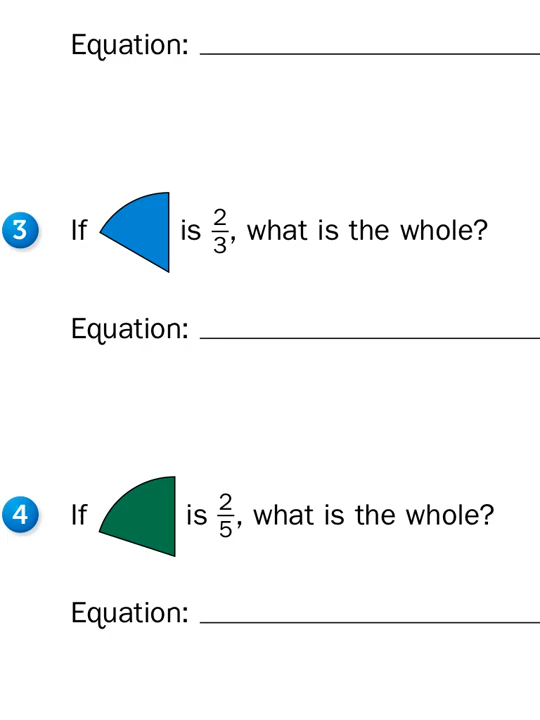 Equation:
3 If is 2/3, what is the whole?
Equation:
4 If is 2/5, what is the whole?
Equation: